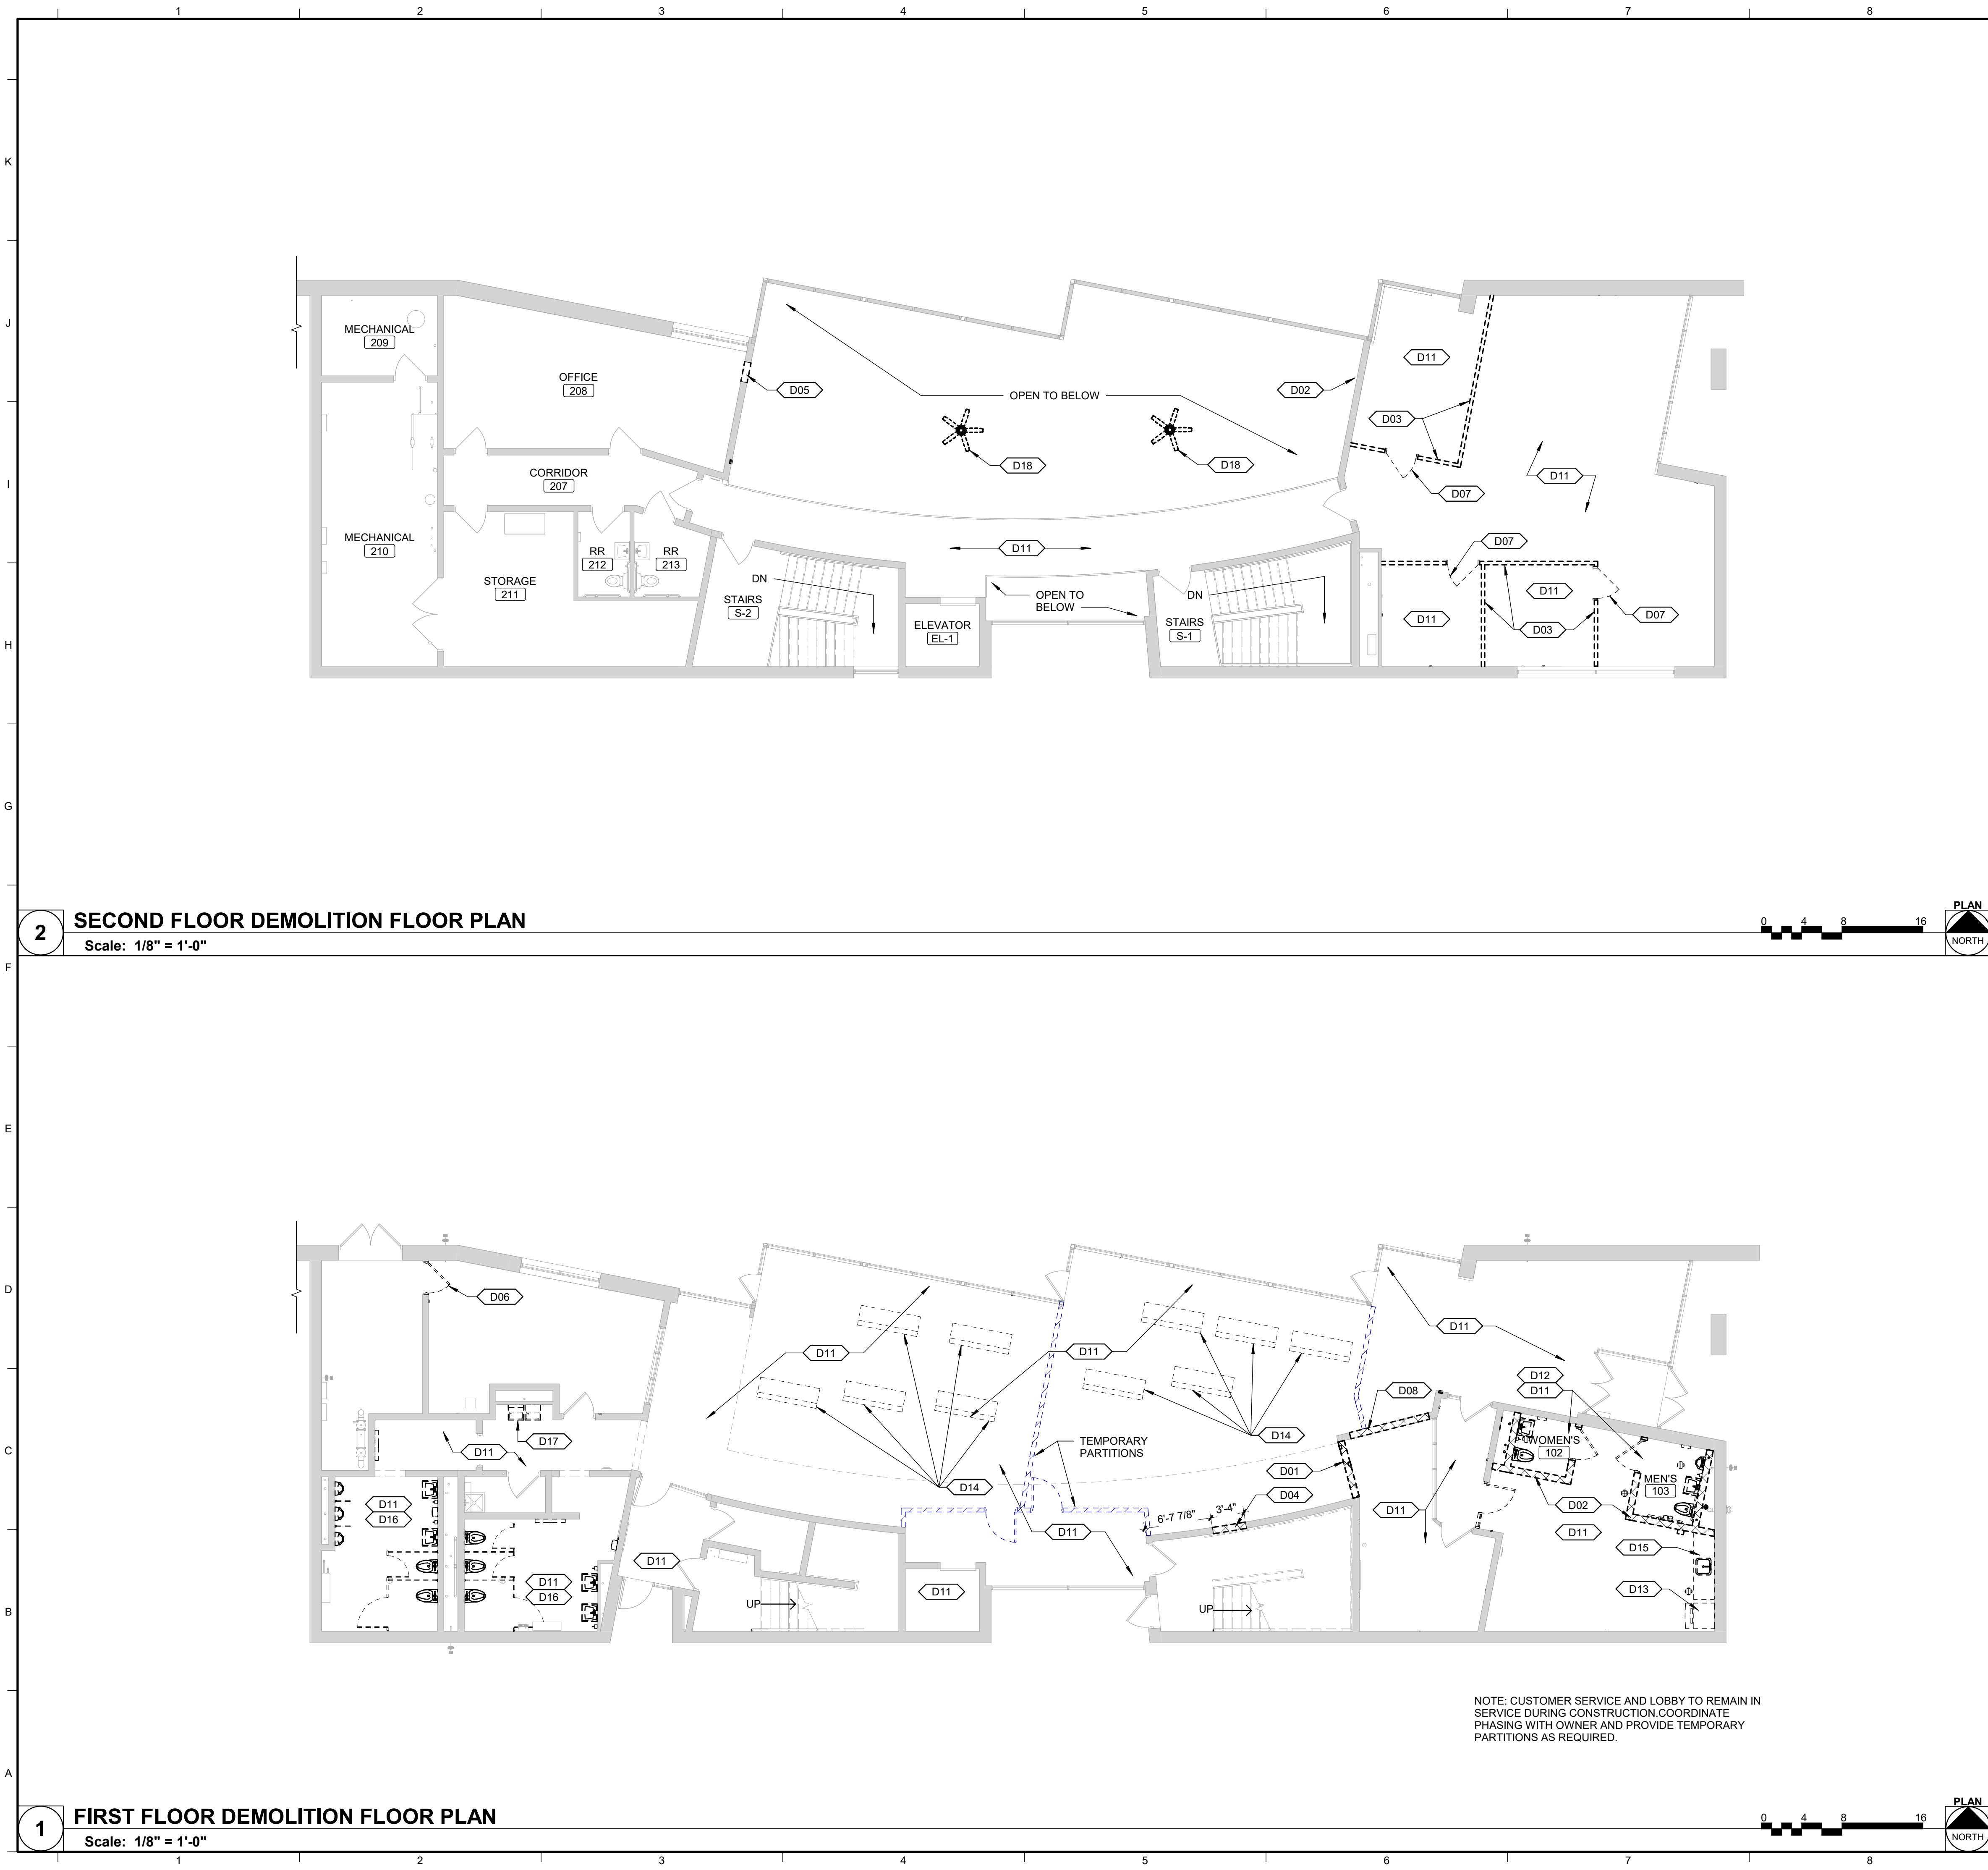 1 2 3 4 5 6 7 8
K
J
I
H
G
MECHANICAL
209
OFFICE
208
D05
OPEN TO BELOW
D02
D11
D03
D18
D18
CORRIDOR
207
D07
D11
MECHANICAL
210
RR
212
RR
213
D11
D07
STORAGE
211
DN
STAIRS
S-2
OPEN TO
BELOW
DN
D11
ELEVATOR
EL-1
STAIRS
S-1
D11
D03
D07
2
SECOND FLOOR DEMOLITION FLOOR PLAN
Scale: 1/8" = 1'-0"
0 4 8 16
PLAN
NORTH
F
E
D
C
B
A
D06
D11
D11
D11
D12
D11
D08
D17
D11
D14
TEMPORARY
PARTITIONS
WOMEN'S
102
D01
MEN'S
103
D14
D04
D11
D16
6'-7 7/8"
3'-4"
D11
D02
D11
D11
D15
D11
D11
D16
D11
D13
UP
UP
NOTE: CUSTOMER SERVICE AND LOBBY TO REMAIN IN
SERVICE DURING CONSTRUCTION.COORDINATE
PHASING WITH OWNER AND PROVIDE TEMPORARY
PARTITIONS AS REQUIRED.
1
FIRST FLOOR DEMOLITION FLOOR PLAN
Scale: 1/8" = 1'-0"
0 4 8 16
PLAN
NORTH
1 2 3 4 5 6 7 8